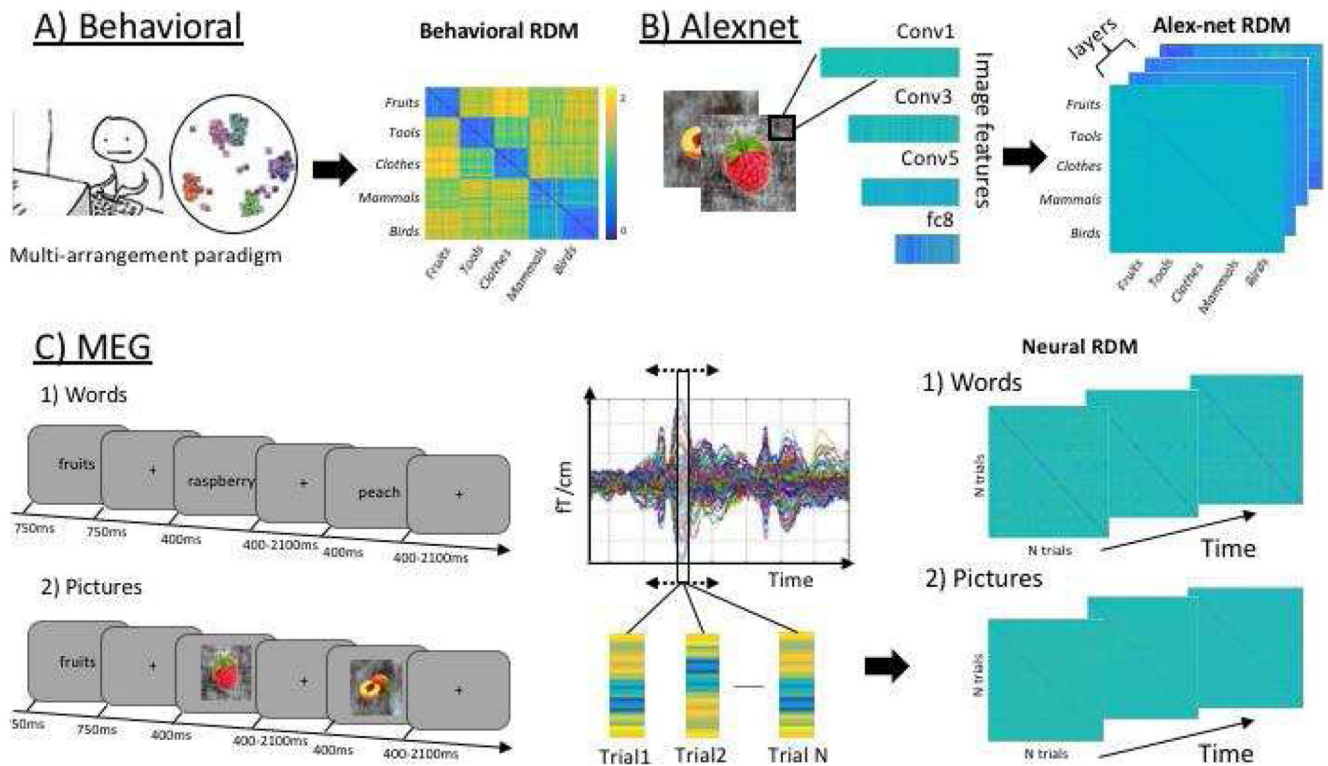 A) Behavioral
Behavioral RDM
Fruits
Tools
Clothes
Mammals
Birds
2
0
Fruits
Tools
Clothes
Mammals
Birds
Multi-arrangement paradigm
B) Alexnet
Conv1
Conv3
Conv5
fc8
Image features
Alex-net RDM
layers
Fruits
Tools
Clothes
Mammals
Birds
Fruits
Tools
Clothes
Mammals
Birds
C) MEG
1) Words
fruits
+
raspberry
+
peach
+
750ms
750ms
400ms
400-2100ms
400ms
400-2100ms
2) Pictures
fruits
+
+
+
50ms
750ms
400ms
400-2100ms
400ms
400-2100ms
fT/cm
Time
Trial1
Trial2
Trial N
Neural RDM
1) Words
N trials
N trials
Time
2) Pictures
N trials
N trials
Time